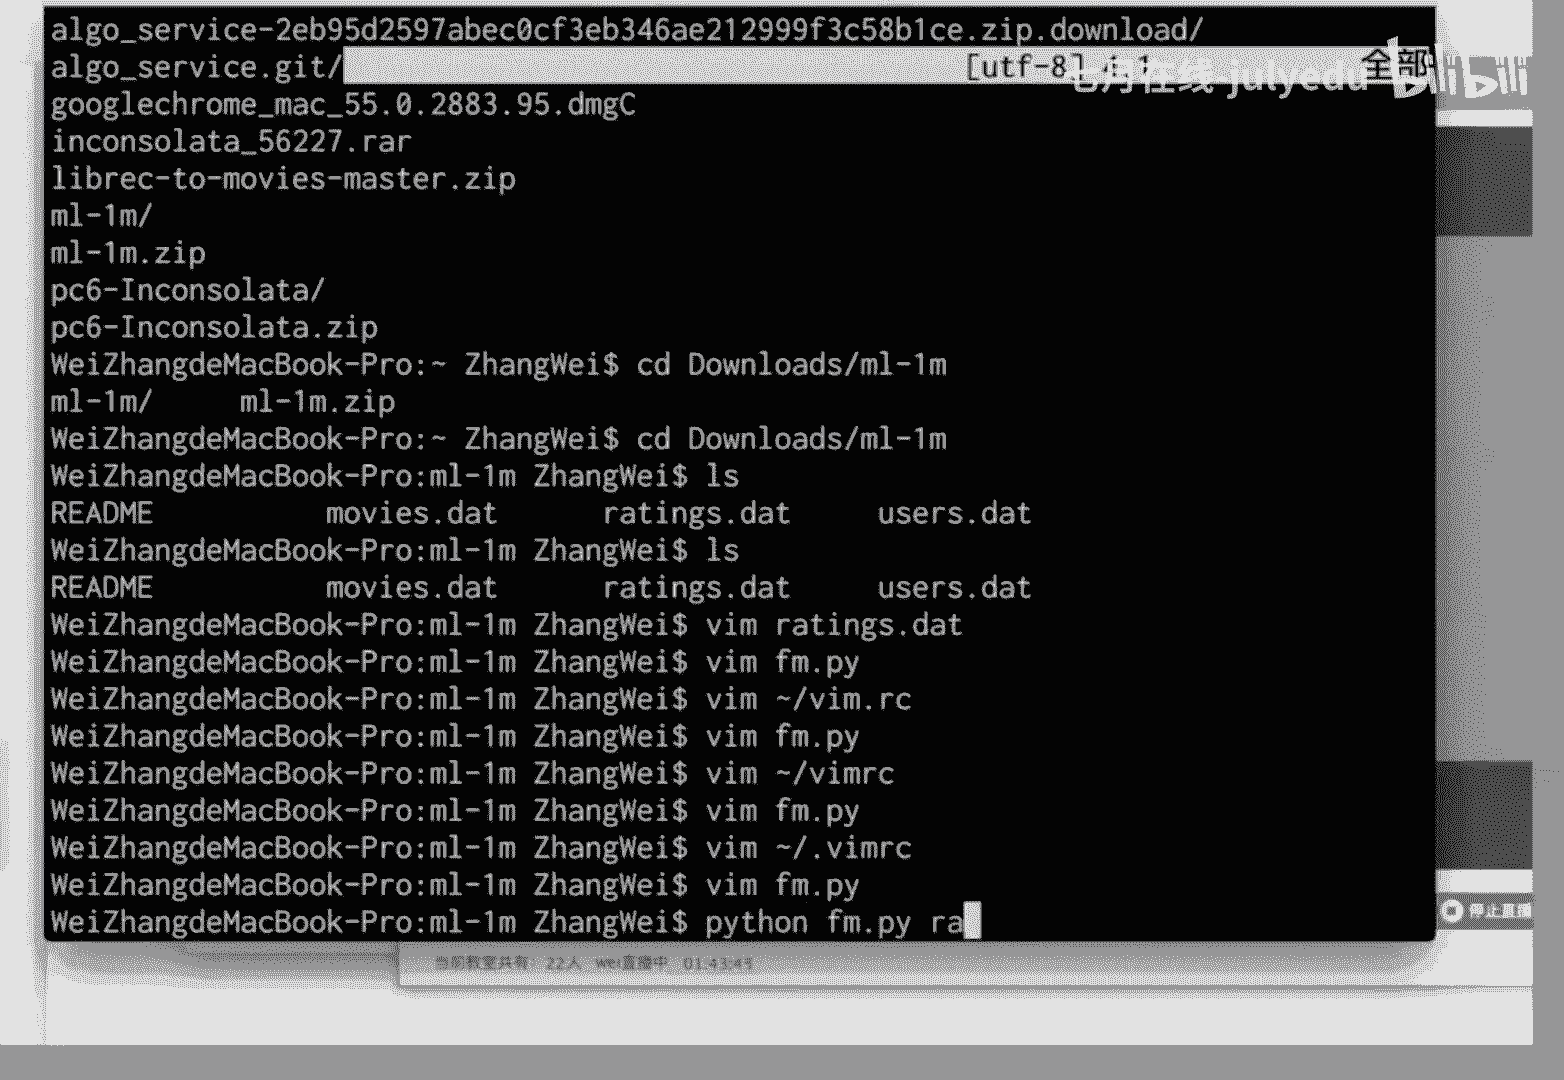 algo_service-2eb95d2597abec0cf3eb346ae212999f3c58b1ce.zip.download/
algo_service.git/ [utf-8] 4,1 全部
七月在线-julyedu bilibili
googlechrome_mac_55.0.2883.95.dmgC
inconsolata_56227.rar
librec-to-movies-master.zip
ml-1m/
ml-1m.zip
pc6-Inconsolata/
pc6-Inconsolata.zip
WeiZhangdeMacBook-Pro:~ ZhangWei$ cd Downloads/ml-1m
ml-1m/ ml-1m.zip
WeiZhangdeMacBook-Pro:~ ZhangWei$ cd Downloads/ml-1m
WeiZhangdeMacBook-Pro:ml-1m ZhangWei$ ls
README movies.dat ratings.dat users.dat
WeiZhangdeMacBook-Pro:ml-1m ZhangWei$ ls
README movies.dat ratings.dat users.dat
WeiZhangdeMacBook-Pro:ml-1m ZhangWei$ vim ratings.dat
WeiZhangdeMacBook-Pro:ml-1m ZhangWei$ vim fm.py
WeiZhangdeMacBook-Pro:ml-1m ZhangWei$ vim ~/vim.rc
WeiZhangdeMacBook-Pro:ml-1m ZhangWei$ vim fm.py
WeiZhangdeMacBook-Pro:ml-1m ZhangWei$ vim ~/vimrc
WeiZhangdeMacBook-Pro:ml-1m ZhangWei$ vim fm.py
WeiZhangdeMacBook-Pro:ml-1m ZhangWei$ vim ~/.vimrc
WeiZhangdeMacBook-Pro:ml-1m ZhangWei$ vim fm.py
WeiZhangdeMacBook-Pro:ml-1m ZhangWei$ python fm.py ra
停止直播
当前教室共有: 22人 wei直播中 01:43:43